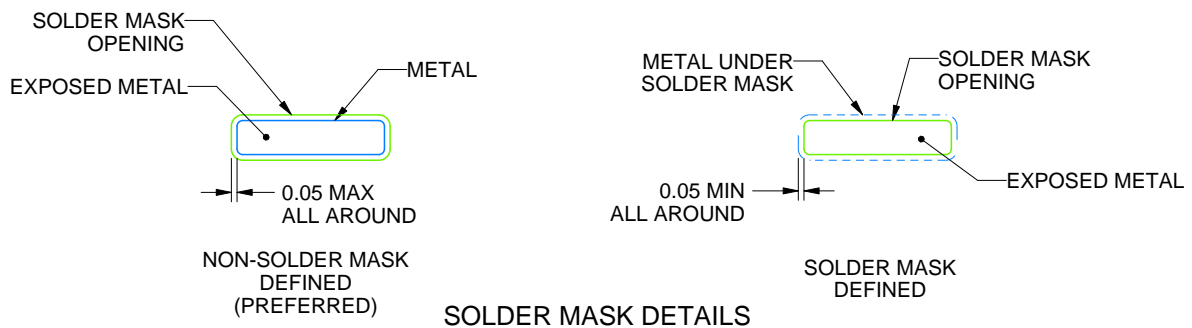 SOLDER MASK
OPENING
EXPOSED METAL
METAL
0.05 MAX
ALL AROUND
NON-SOLDER MASK
DEFINED
(PREFERRED)
METAL UNDER
SOLDER MASK
SOLDER MASK
OPENING
EXPOSED METAL
0.05 MIN
ALL AROUND
SOLDER MASK
DEFINED
SOLDER MASK DETAILS